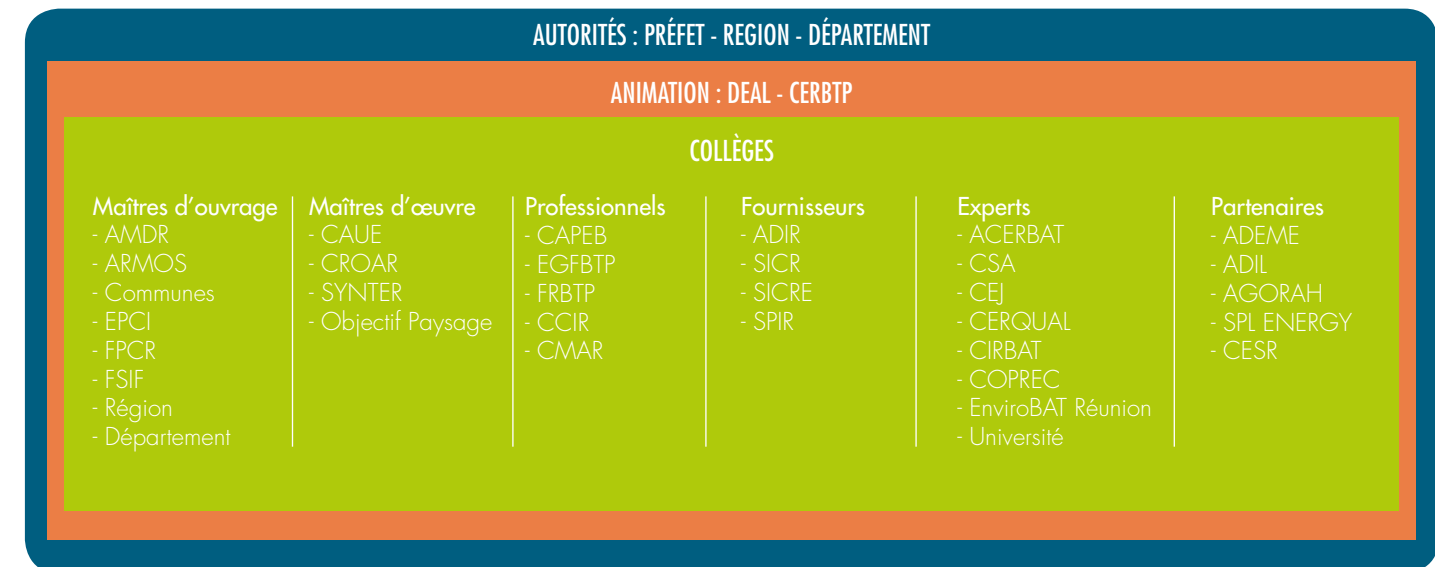 AUTORITÉS : PRÉFET - REGION - DÉPARTEMENT
ANIMATION : DEAL - CERBTP
COLLÈGES
Maîtres d'ouvrage
- AMDR
- ARMOS
- Communes
- EPCI
- FPCR
- FSIF
- Région
- Département
Maîtres d'œuvre
- CAUE
- CROAR
- SYNTER
- Objectif Paysage
Professionnels
- CAPEB
- EGFBTP
- FRBTP
- CCIR
- CMAR
Fournisseurs
- ADIR
- SICR
- SICRE
- SPIR
Experts
- ACERBAT
- CSA
- CEJ
- CERQUAL
- CIRBAT
- COPREC
- EnviroBAT Réunion
- Université
Partenaires
- ADEME
- ADIL
- AGORAH
- SPL ENERGY
- CESR